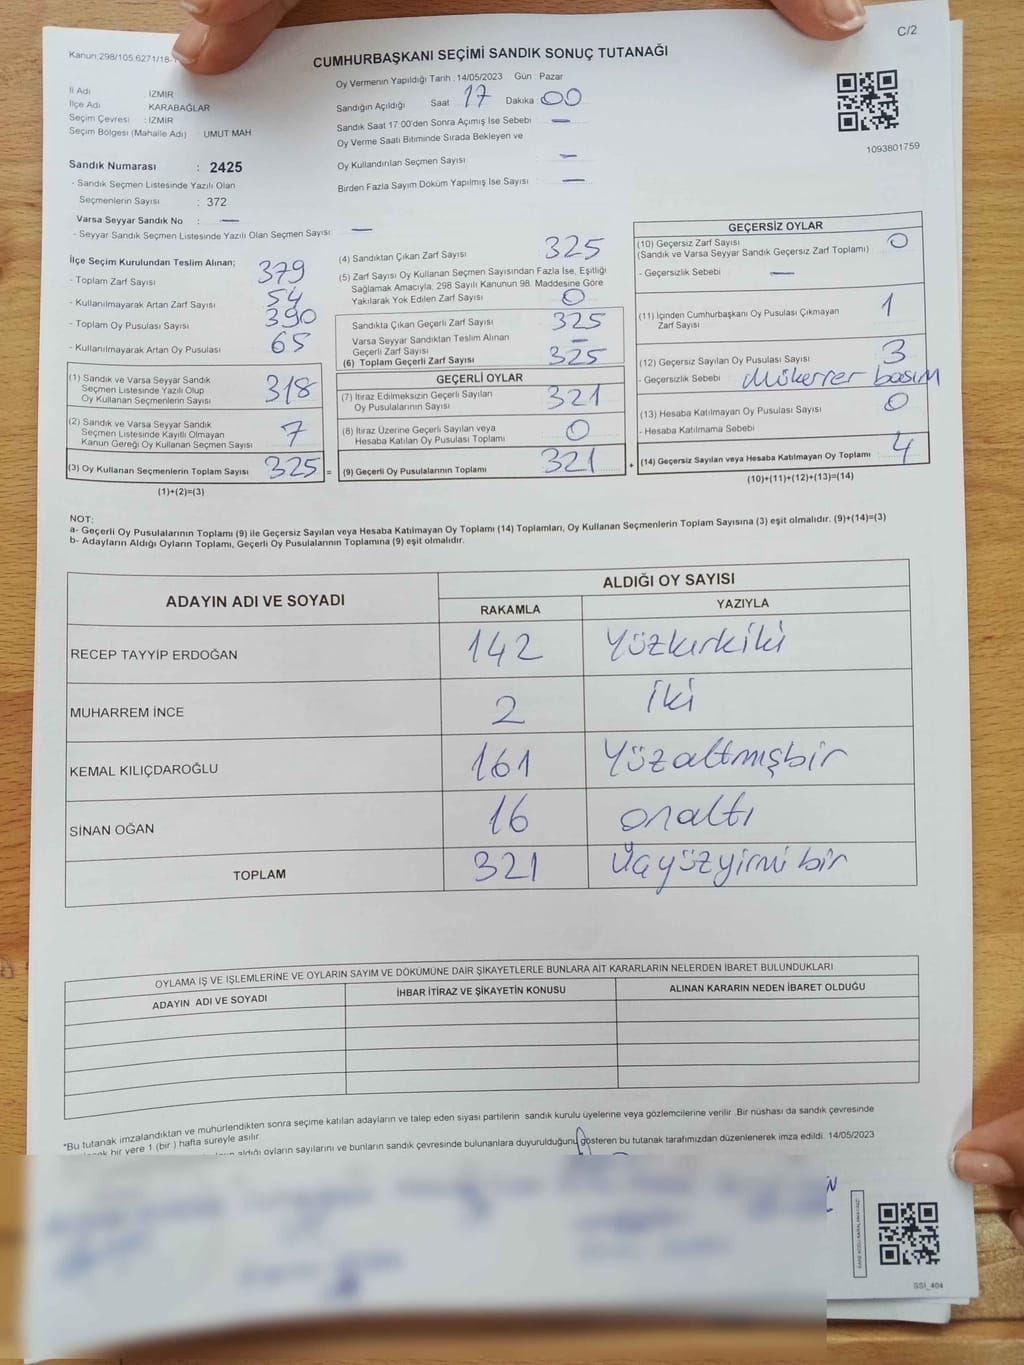 C/2
Kanun:298/105,6271/18-
CUMHURBAŞKANI SEÇİMİ SANDIK SONUÇ TUTANAĞI
İl Adı İZMİR
İlçe Adı KARABAĞLAR
Seçim Çevresi : İZMİR
Seçim Bölgesi (Mahalle Adı) : UMUT MAH
Sandık Numarası : 2425
- Sandık Seçmen Listesinde Yazılı Olan
Seçmenlerin Sayısı : 372
Varsa Seyyar Sandık No : —
- Seyyar Sandık Seçmen Listesinde Yazılı Olan Seçmen Sayısı: —
Oy Vermenin Yapıldığı Tarih :14/05/2023 Gün : Pazar
Sandığın Açıldığı Saat 17 Dakika 00
Sandık Saat 17:00'den Sonra Açımış İse Sebebi —
Oy Verme Saati Bitiminde Sırada Bekleyen ve
Oy Kullandırılan Seçmen Sayısı —
Birden Fazla Sayım Döküm Yapılmış İse Sayısı —
1093801759
İlçe Seçim Kurulundan Teslim Alınan;
- Toplam Zarf Sayısı 379
- Kullanılmayarak Artan Zarf Sayısı 54
- Toplam Oy Pusulası Sayısı 390
- Kullanılmayarak Artan Oy Pusulası 65
(1) Sandık ve Varsa Seyyar Sandık
Seçmen Listesinde Yazılı Olup
Oy Kullanan Seçmenlerin Sayısı 318
(2) Sandık ve Varsa Seyyar Sandık
Seçmen Listesinde Kayıtlı Olmayan
Kanun Gereği Oy Kullanan Seçmen Sayısı 7
(3) Oy Kullanan Seçmenlerin Toplam Sayısı 325 =
(1)+(2)=(3)
(4) Sandıktan Çıkan Zarf Sayısı 325
(5) Zarf Sayısı Oy Kullanan Seçmen Sayısından Fazla İse, Eşitliği
Sağlamak Amacıyla, 298 Sayılı Kanunun 98. Maddesine Göre
Yakılarak Yok Edilen Zarf Sayısı 0
Sandıkta Çıkan Geçerli Zarf Sayısı 325
Varsa Seyyar Sandıktan Teslim Alınan
Geçerli Zarf Sayısı —
(6) Toplam Geçerli Zarf Sayısı 325
GEÇERLİ OYLAR
(7) İtiraz Edilmeksizin Geçerli Sayılan
Oy Pusulalarının Sayısı 321
(8) İtiraz Üzerine Geçerli Sayılan veya
Hesaba Katılan Oy Pusulası Toplamı 0
(9) Geçerli Oy Pusulalarının Toplamı 321 +
GEÇERSİZ OYLAR
(10) Geçersiz Zarf Sayısı 0
(Sandık ve Varsa Seyyar Sandık Geçersiz Zarf Toplamı)
- Geçersizlik Sebebi —
(11) İçinden Cumhurbaşkanı Oy Pusulası Çıkmayan
Zarf Sayısı 1
(12) Geçersiz Sayılan Oy Pusulası Sayısı 3
- Geçersizlik Sebebi Mükerrer basım
(13) Hesaba Katılmayan Oy Pusulası Sayısı 0
- Hesaba Katılmama Sebebi
(14) Geçersiz Sayılan veya Hesaba Katılmayan Oy Toplamı 4
(10)+(11)+(12)+(13)=(14)
NOT:
a- Geçerli Oy Pusulalarının Toplamı (9) ile Geçersiz Sayılan veya Hesaba Katılmayan Oy Toplamı (14) Toplamları, Oy Kullanan Seçmenlerin Toplam Sayısına (3) eşit olmalıdır. (9)+(14)=(3)
b- Adayların Aldığı Oyların Toplamı, Geçerli Oy Pusulalarının Toplamına (9) eşit olmalıdır.
ADAYIN ADI VE SOYADI ALDIĞI OY SAYISI
RAKAMLA YAZIYLA
RECEP TAYYİP ERDOĞAN 142 Yüzkırkiki
MUHARREM İNCE 2 iki
KEMAL KILIÇDAROĞLU 161 Yüzaltmışbir
SİNAN OĞAN 16 onaltı
TOPLAM 321 Üçyüzyirmi bir
OYLAMA İŞ VE İŞLEMLERİNE VE OYLARIN SAYIM VE DÖKÜMÜNE DAİR ŞİKAYETLERLE BUNLARA AİT KARARLARIN NELERDEN İBARET BULUNDUKLARI
ADAYIN ADI VE SOYADI İHBAR İTİRAZ VE ŞİKAYETİN KONUSU ALINAN KARARIN NEDEN İBARET OLDUĞU
*Bu tutanak imzalandıktan ve mühürlendikten sonra seçime katılan adayların ve talep eden siyasi partilerin sandık kurulu üyelerine veya gözlemcilerine verilir. Bir nüshası da sandık çevresinde
bir yere 1 (bir ) hafta süreyle asılır.
aldığı oyların sayılarını ve bunların sandık çevresinde bulunanlara duyurulduğunu gösteren bu tutanak tarafımızdan düzenlenerek imza edildi. 14/05/2023
SSI_404